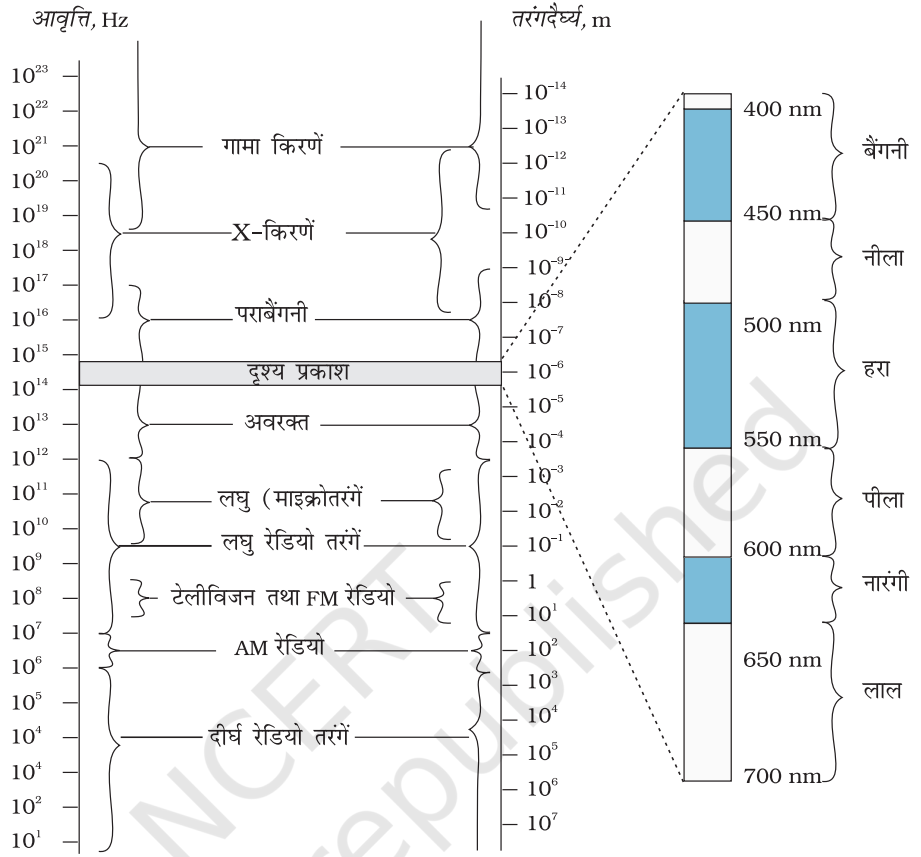 आवृत्ति, Hz
तरंगदैर्घ्य, m
10²³
10²²
10²¹
10²⁰
10¹⁹
10¹⁸
10¹⁷
10¹⁶
10¹⁵
10¹⁴
10¹³
10¹²
10¹¹
10¹⁰
10⁹
10⁸
10⁷
10⁶
10⁵
10⁴
10⁴
10²
10¹
गामा किरणें
X-किरणें
पराबैंगनी
दृश्य प्रकाश
अवरक्त
लघु (माइक्रोतरंगें
लघु रेडियो तरंगें
टेलीविजन तथा FM रेडियो
AM रेडियो
दीर्घ रेडियो तरंगें
10⁻¹⁴
10⁻¹³
10⁻¹²
10⁻¹¹
10⁻¹⁰
10⁻⁹
10⁻⁸
10⁻⁷
10⁻⁶
10⁻⁵
10⁻⁴
10⁻³
10⁻²
10⁻¹
1
10¹
10²
10³
10⁴
10⁵
10⁶
10⁷
400 nm
450 nm
500 nm
550 nm
600 nm
650 nm
700 nm
बैंगनी
नीला
हरा
पीला
नारंगी
लाल
NCERT
republished